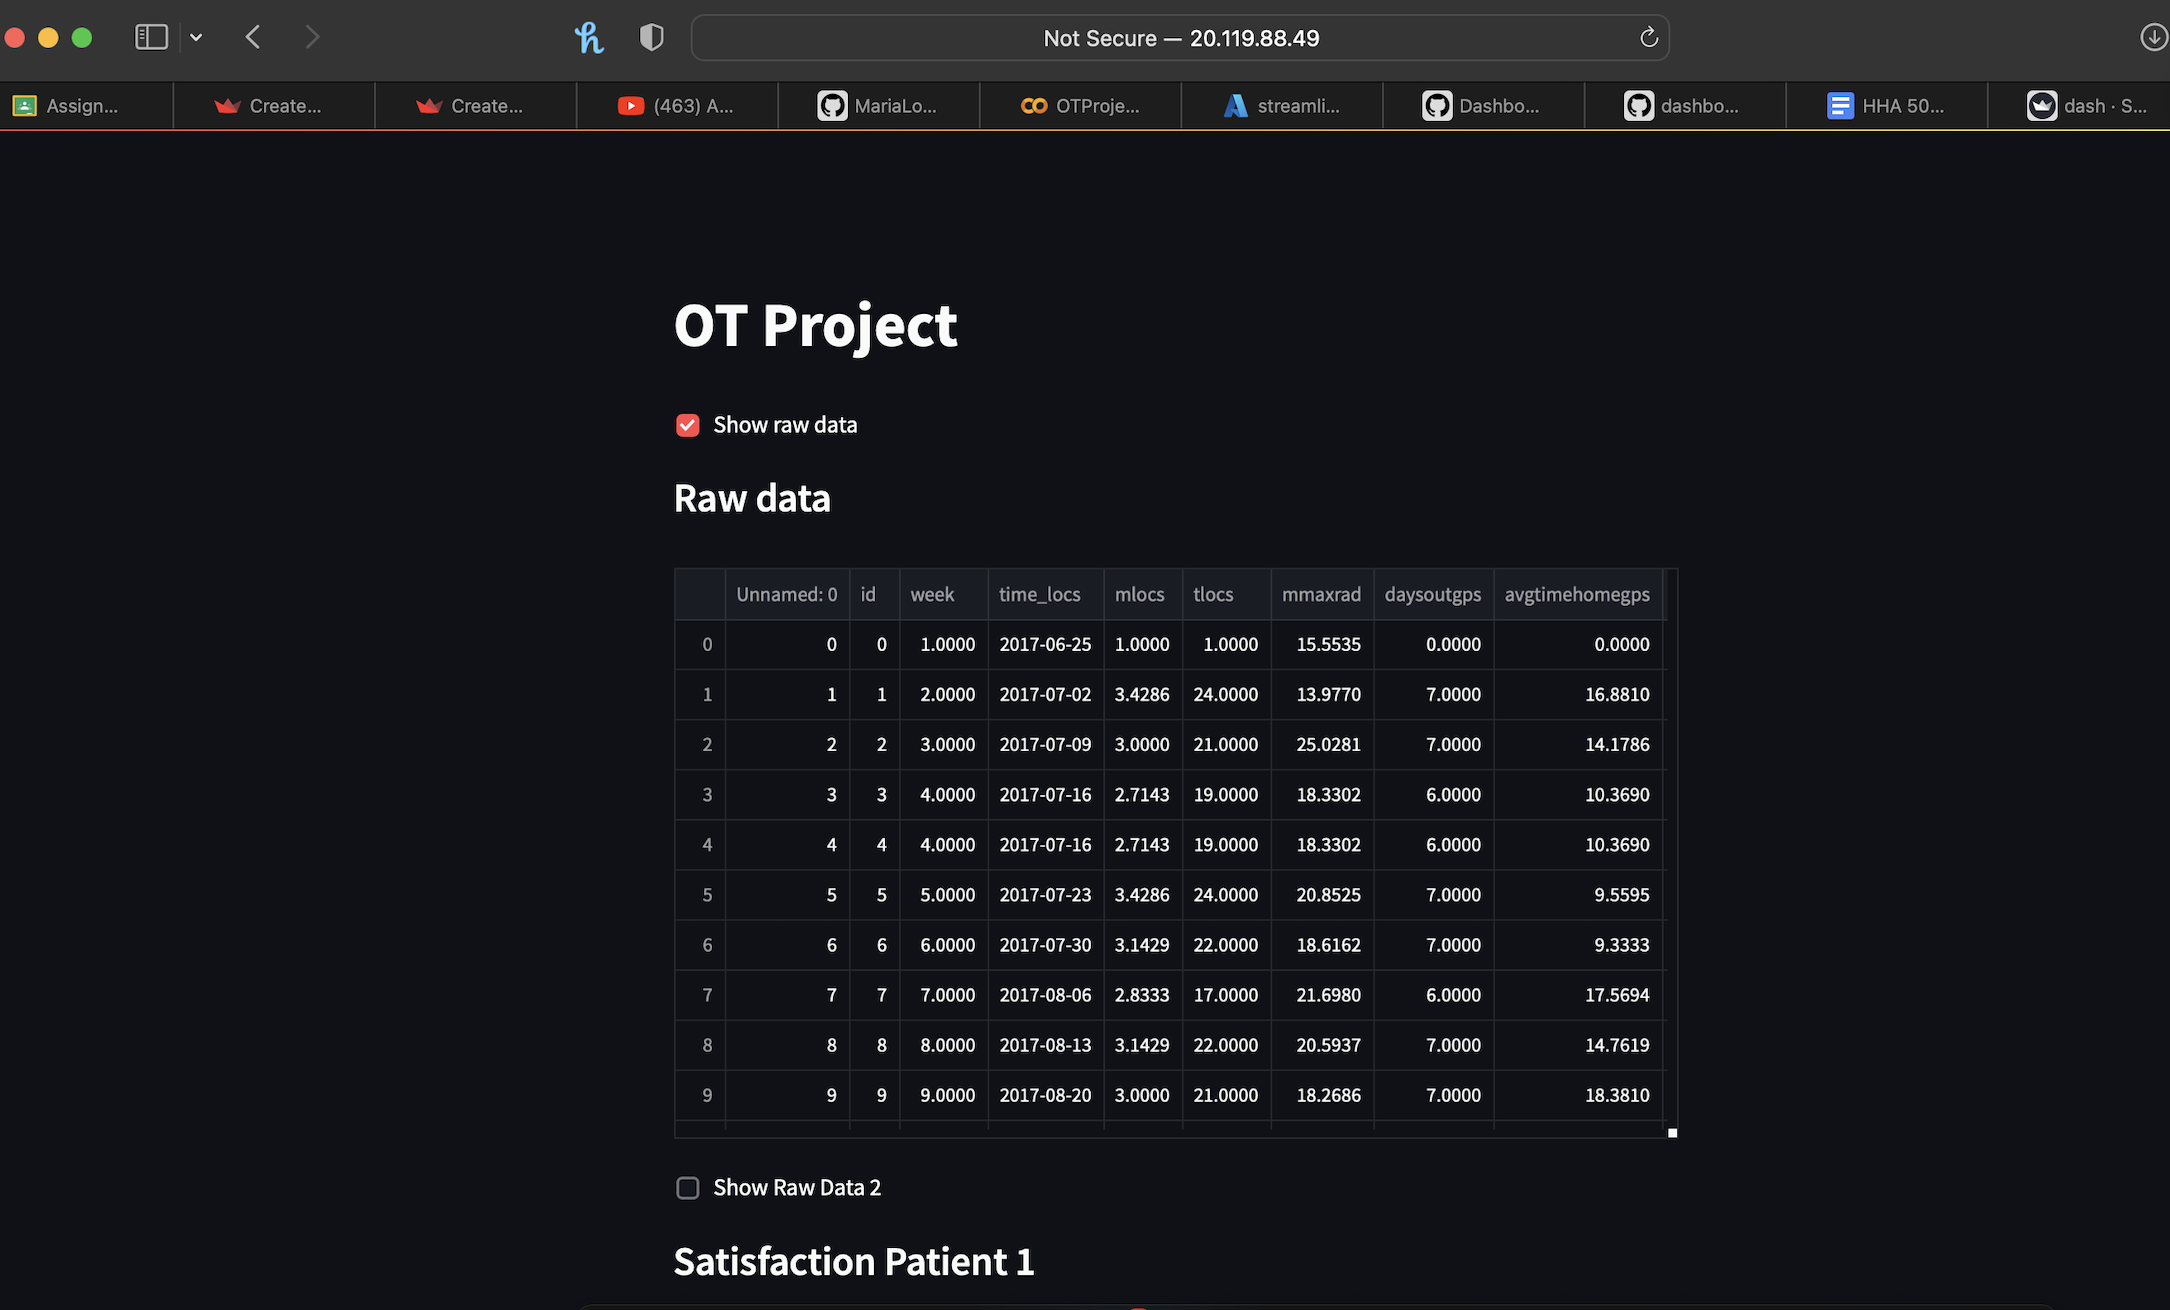 Not Secure — 20.119.88.49
Assign... Create... Create... (463) A... MariaLo... OTProje... streamli... Dashbo... dashbo... HHA 50... dash · S...
OT Project
Show raw data
Raw data
Unnamed: 0 id week time_locs mlocs tlocs mmaxrad daysoutgps avgtimehomegps
0 0 0 1.0000 2017-06-25 1.0000 1.0000 15.5535 0.0000 0.0000
1 1 1 2.0000 2017-07-02 3.4286 24.0000 13.9770 7.0000 16.8810
2 2 2 3.0000 2017-07-09 3.0000 21.0000 25.0281 7.0000 14.1786
3 3 3 4.0000 2017-07-16 2.7143 19.0000 18.3302 6.0000 10.3690
4 4 4 4.0000 2017-07-16 2.7143 19.0000 18.3302 6.0000 10.3690
5 5 5 5.0000 2017-07-23 3.4286 24.0000 20.8525 7.0000 9.5595
6 6 6 6.0000 2017-07-30 3.1429 22.0000 18.6162 7.0000 9.3333
7 7 7 7.0000 2017-08-06 2.8333 17.0000 21.6980 6.0000 17.5694
8 8 8 8.0000 2017-08-13 3.1429 22.0000 20.5937 7.0000 14.7619
9 9 9 9.0000 2017-08-20 3.0000 21.0000 18.2686 7.0000 18.3810
Show Raw Data 2
Satisfaction Patient 1